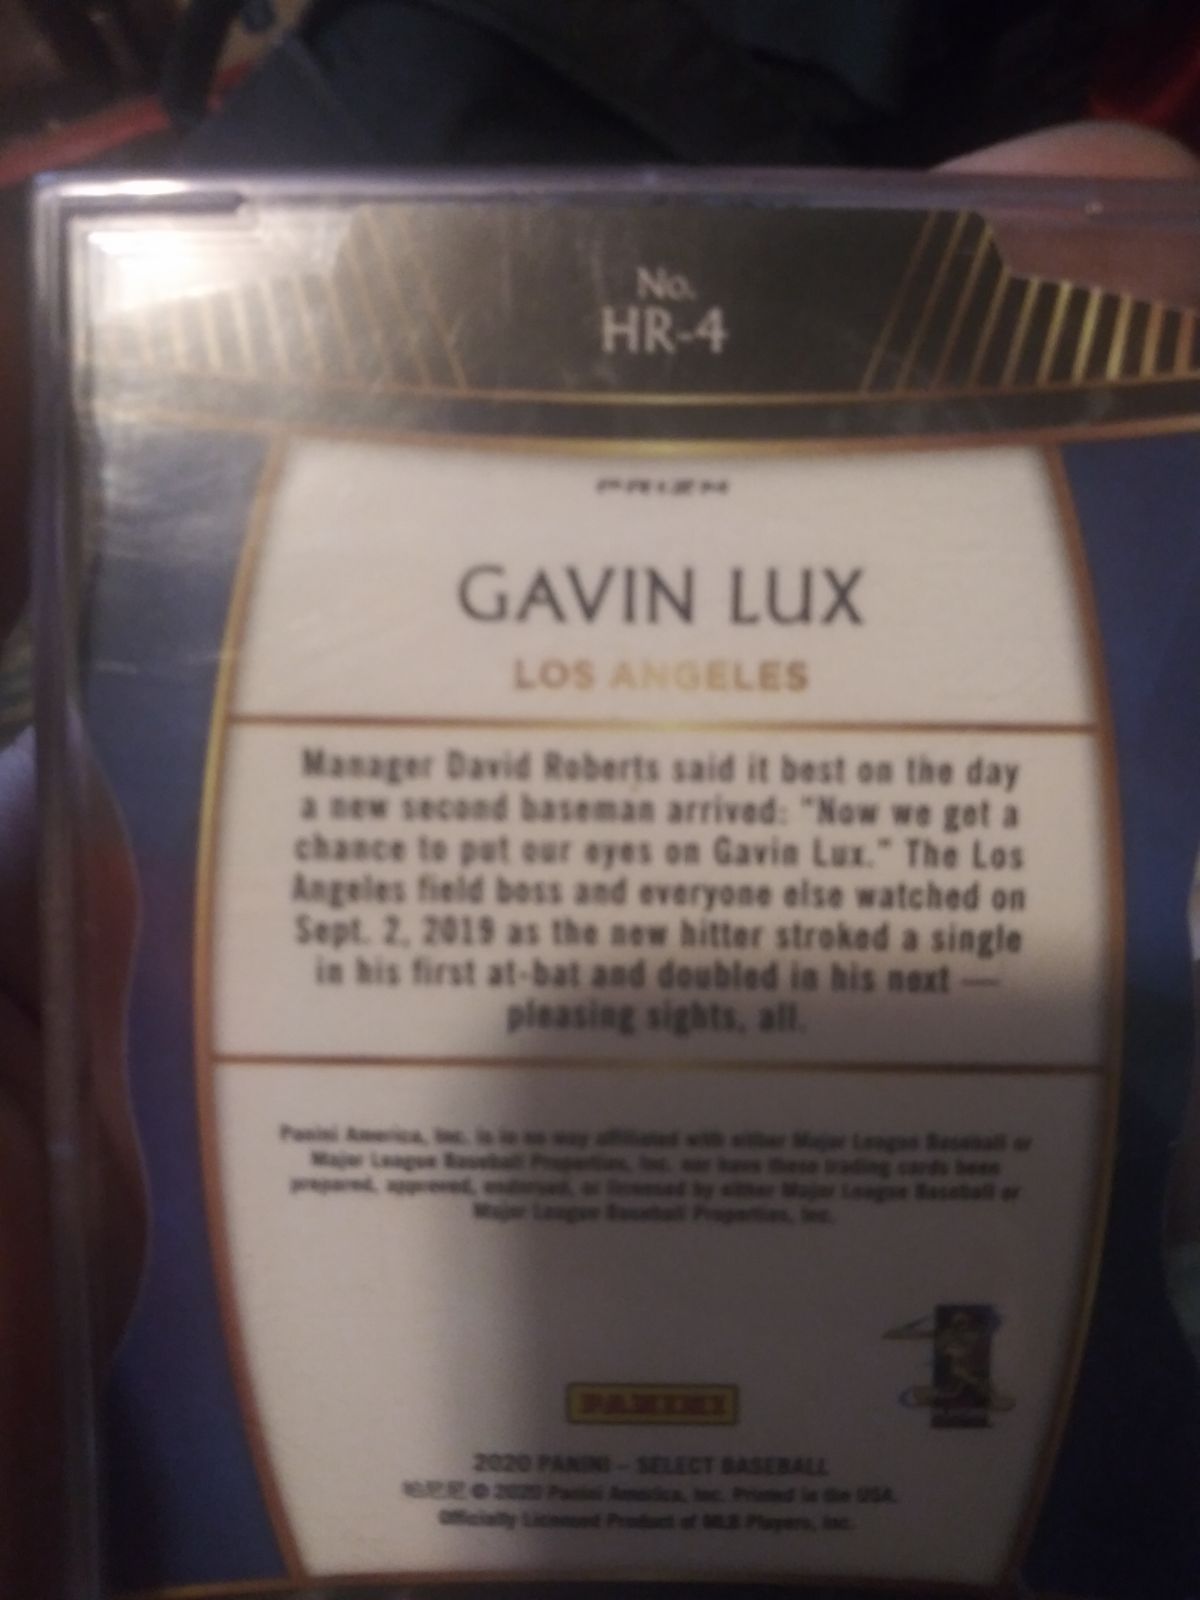 No.
HR-4
PRIZM
GAVIN LUX
LOS ANGELES
Manager David Roberts said it best on the day
a new second baseman arrived: "Now we get a
chance to put our eyes on Gavin Lux." The Los
Angeles field boss and everyone else watched on
Sept. 2, 2019 as the new hitter stroked a single
in his first at-bat and doubled in his next —
pleasing sights, all.
Panini America, Inc. is in no way affiliated with either Major League Baseball or
Major League Baseball Properties, Inc. nor have these trading cards been
prepared, approved, endorsed, or licensed by either Major League Baseball or
Major League Baseball Properties, Inc.
PANINI
2020 PANINI – SELECT BASEBALL
© 2020 Panini America, Inc. Printed in the USA.
Officially Licensed Product of MLB Players, Inc.